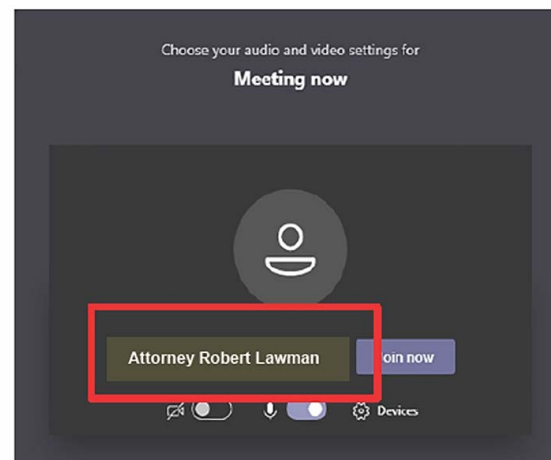 Choose your audio and video settings for
Meeting now
Attorney Robert Lawman
Join now
Devices